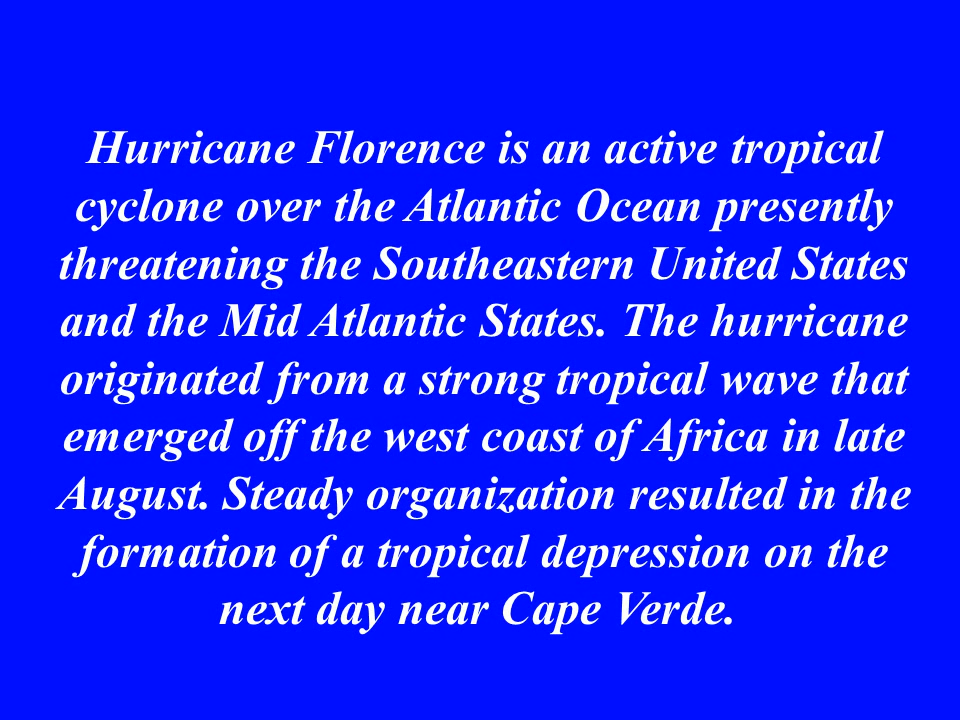 Hurricane Florence is an active tropical
cyclone over the Atlantic Ocean presently
threatening the Southeastern United States
and the Mid Atlantic States. The hurricane
originated from a strong tropical wave that
emerged off the west coast of Africa in late
August. Steady organization resulted in the
formation of a tropical depression on the
next day near Cape Verde.